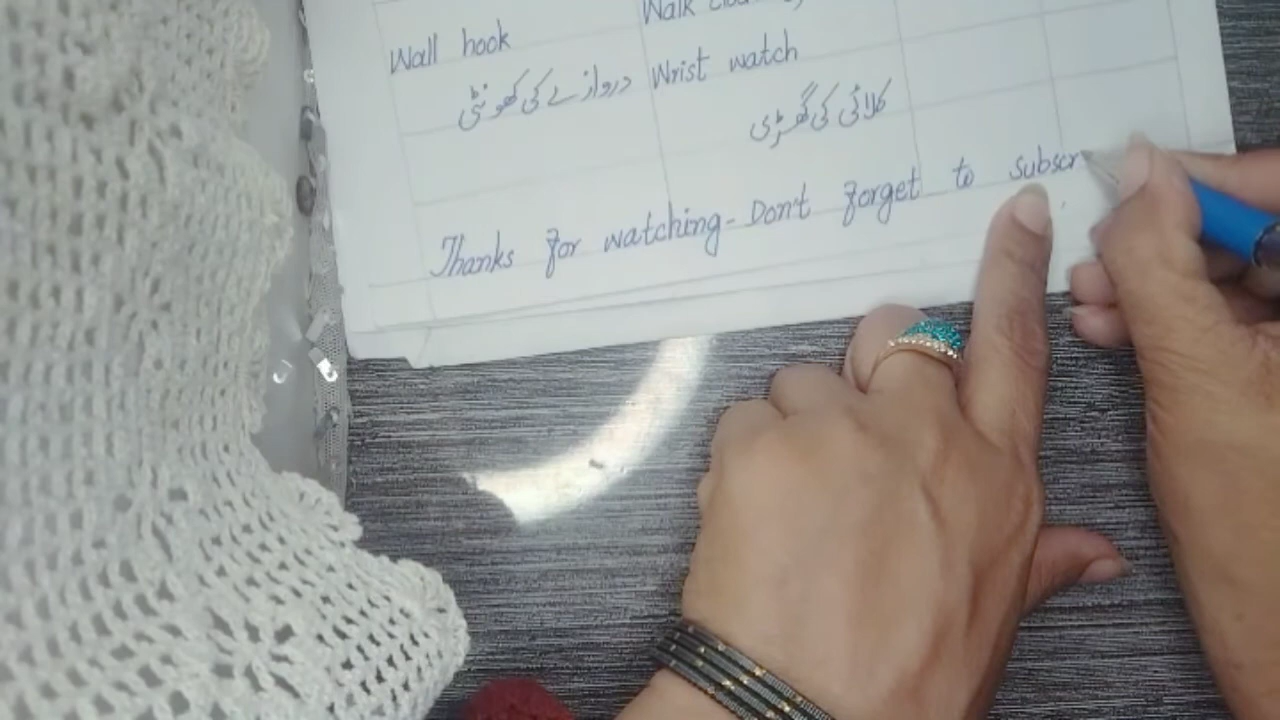 Wall hook
دروازے کی کھونٹی
Wrist watch
کلائی کی گھڑی
Thanks for watching - Don't forget to subscr